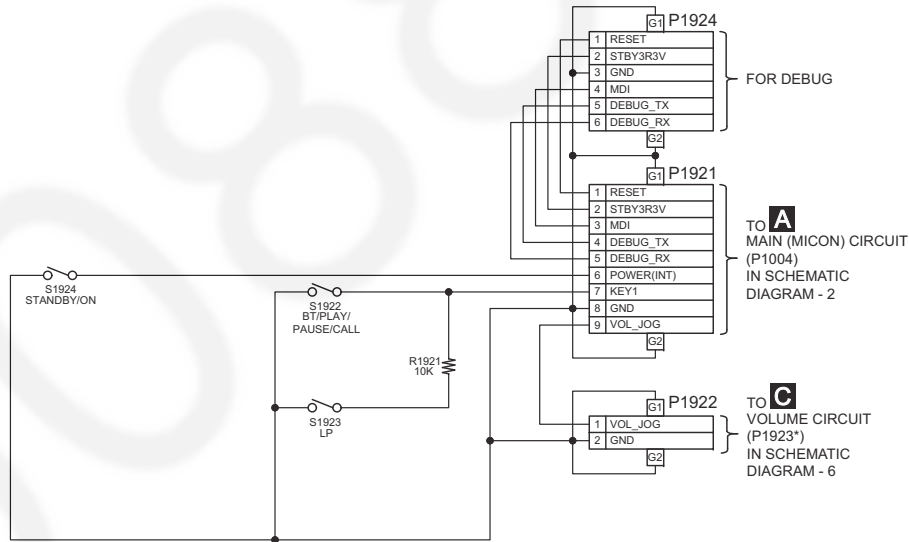 G1 P1924
1 RESET
2 STBY3R3V
3 GND
4 MDI
5 DEBUG_TX
6 DEBUG_RX
G2
FOR DEBUG
G1 P1921
1 RESET
2 STBY3R3V
3 MDI
4 DEBUG_TX
5 DEBUG_RX
6 POWER(INT)
7 KEY1
8 GND
9 VOL_JOG
G2
TO A
MAIN (MICON) CIRCUIT
(P1004)
IN SCHEMATIC
DIAGRAM - 2
S1924
STANDBY/ON
S1922
BT/PLAY/
PAUSE/CALL
R1921
10K
S1923
LP
G1 P1922
1 VOL_JOG
2 GND
G2
TO C
VOLUME CIRCUIT
(P1923*)
IN SCHEMATIC
DIAGRAM - 6